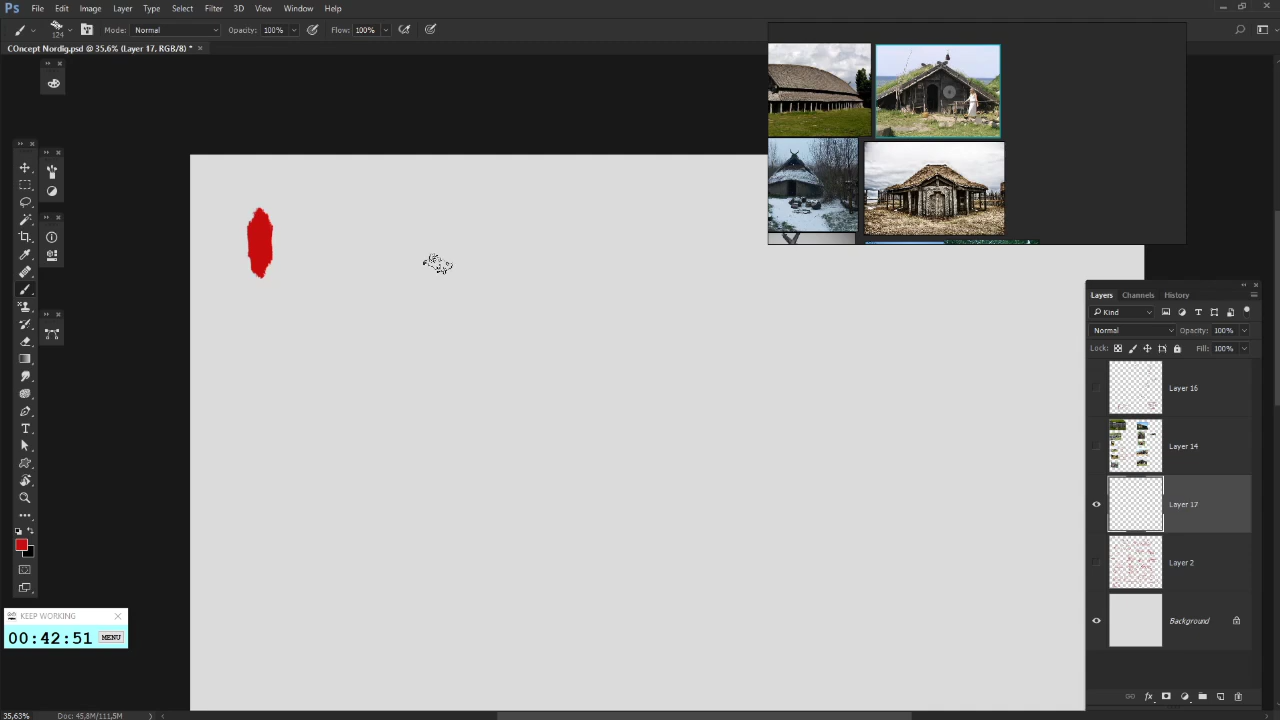 Ps File Edit Image Layer Type Select Filter 3D View Window Help
124 Mode: Normal Opacity: 100% Flow: 100%
COncept Nordig.psd @ 35,6% (Layer 17, RGB/8) * ×
Layers Channels History
Kind
Normal Opacity: 100%
Lock: Fill: 100%
Layer 16
Layer 14
Layer 17
Layer 2
Background
KEEP WORKING
00:42:51 MENU
35,63% Doc: 45,8M/111,5M